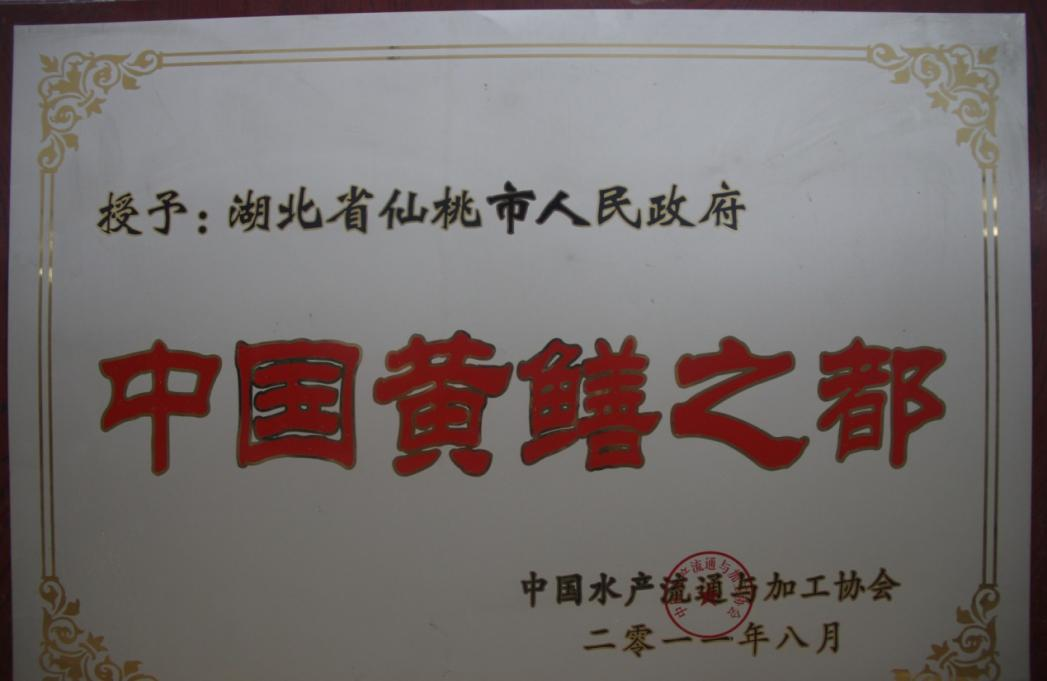 授予：湖北省仙桃市人民政府
中国黄鳝之都
中国水产流通与加工协会
二零一一年八月